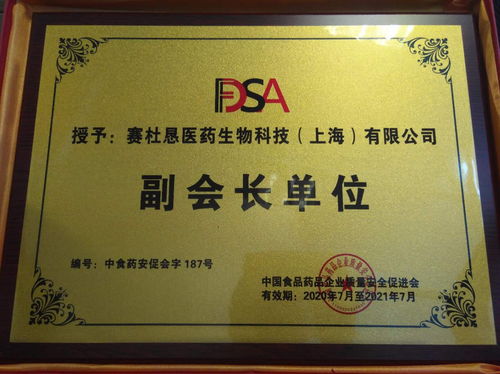 FDSA
授予：赛杜恳医药生物科技（上海）有限公司
副会长单位
编号：中食药安促会字187号
中国食品药品企业质量安全促进会
有效期：2020年7月至2021年7月